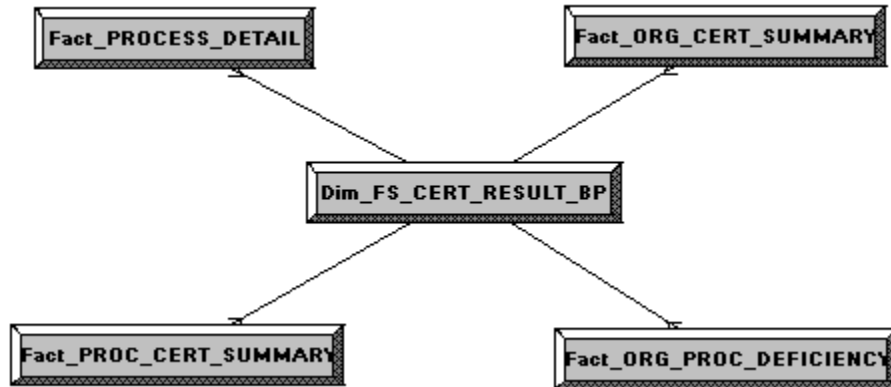 Fact_PROCESS_DETAIL
Fact_ORG_CERT_SUMMARY
Dim_FS_CERT_RESULT_BP
Fact_PROC_CERT_SUMMARY
Fact_ORG_PROC_DEFICIENCY